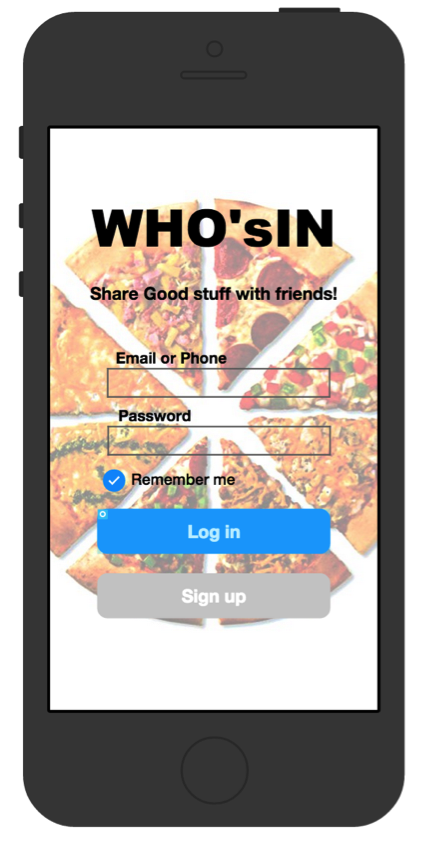 WHO'sIN
Share Good stuff with friends!
Email or Phone
Password
Remember me
Log in
Sign up